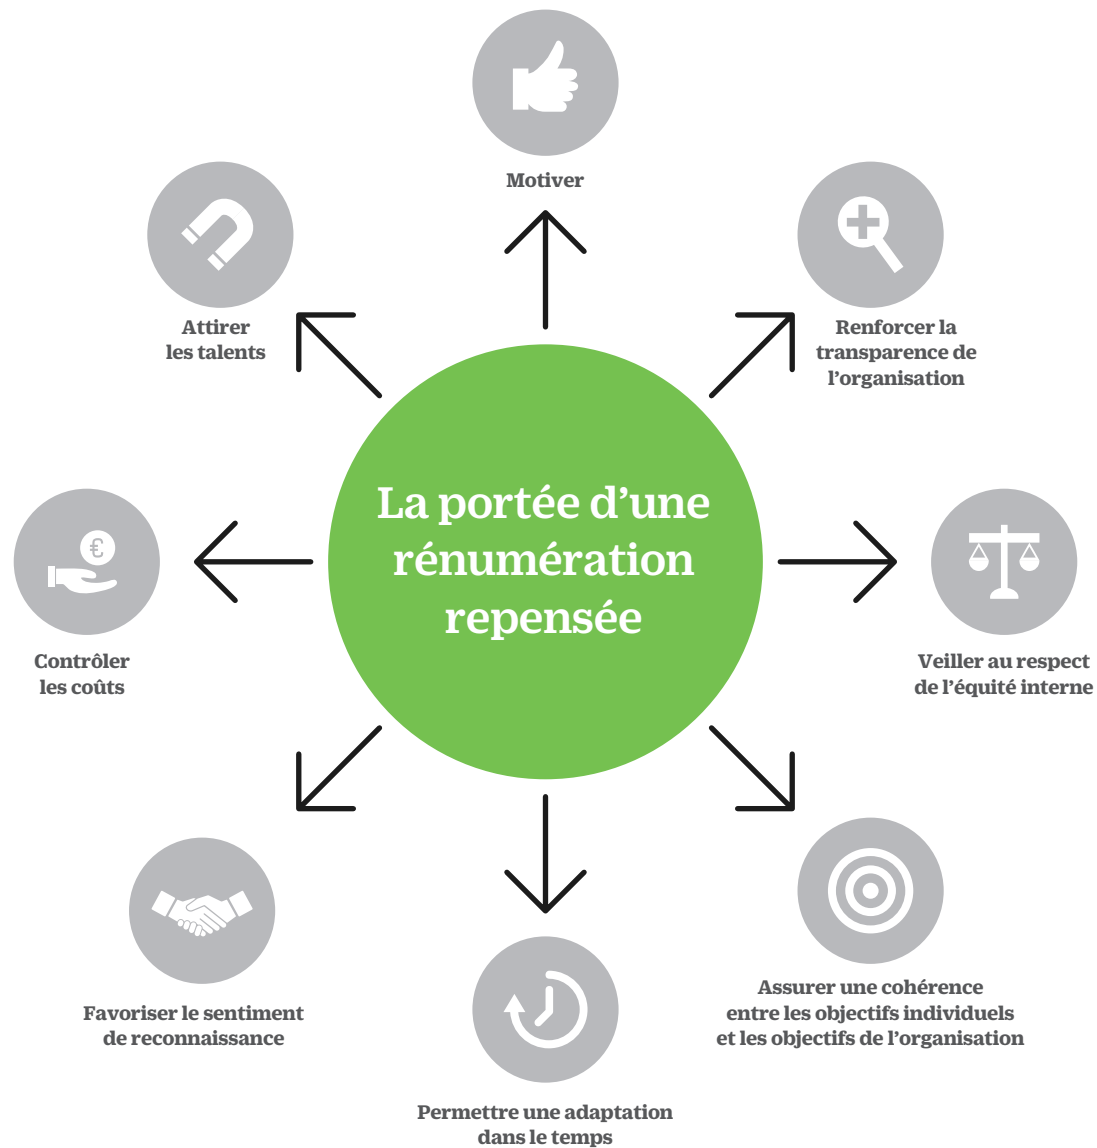 Motiver
Attirer
les talents
Renforcer la
transparence de
l’organisation
La portée d’une
rénumération
repensée
€
Contrôler
les coûts
Veiller au respect
de l’équité interne
Favoriser le sentiment
de reconnaissance
Assurer une cohérence
entre les objectifs individuels
et les objectifs de l’organisation
Permettre une adaptation
dans le temps